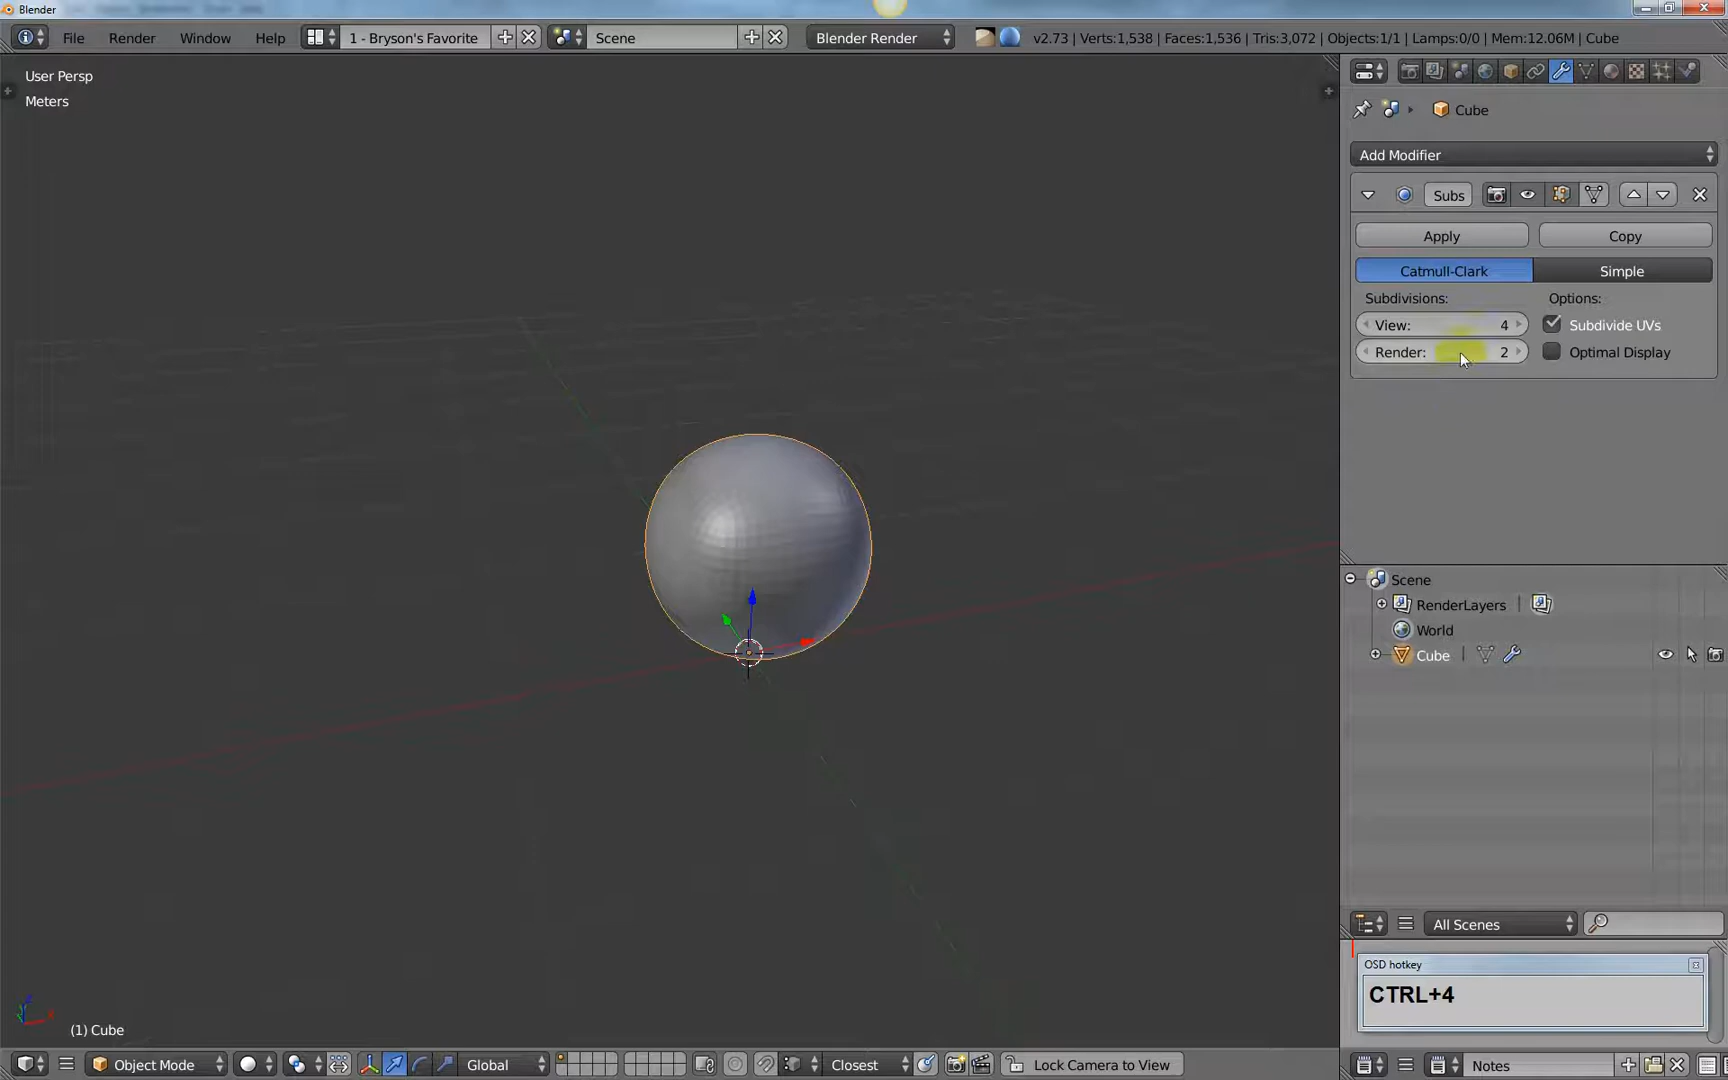 Blender
File Render Window Help 1 - Bryson's Favorite Scene Blender Render v2.73 | Verts:1,538 | Faces:1,536 | Tris:3,072 | Objects:1/1 | Lamps:0/0 | Mem:12.06M | Cube
User Persp
Meters
Cube
Add Modifier
Subs
Apply Copy
Catmull-Clark Simple
Subdivisions: Options:
View: 4 Subdivide UVs
Render: 2 Optimal Display
Scene
RenderLayers
World
Cube
All Scenes
OSD hotkey
CTRL+4
(1) Cube
Object Mode Global Closest Lock Camera to View Notes